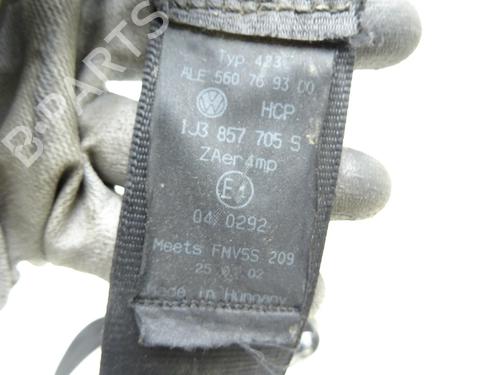 Typ 423
ALE 560 76 93 00
HCP
1J3 857 705 S
ZAer4mp
E1
04 0292
Meets FMVSS 209
25.01.02
Made in Hungary
B-PARTS